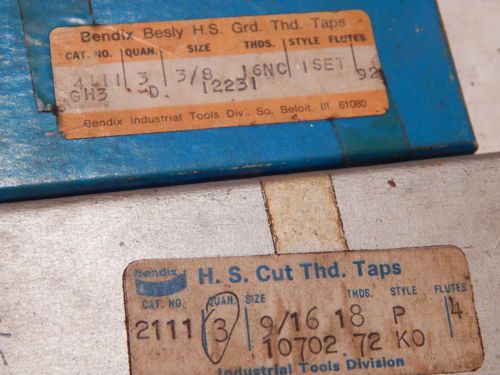 Bendix Besly H.S. Grd. Thd. Taps
CAT. NO. QUAN. SIZE THDS. STYLE FLUTES
4111 3 3/8 16NC 1SET
GH3 D. 12231 92
Bendix Industrial Tools Div., So. Beloit, Ill. 61080
Bendix H. S. Cut Thd. Taps
CAT. NO. QUAN. SIZE THDS. STYLE FLUTES
2111 3 9/16 18 P 4
10702 72 KO
Industrial Tools Division